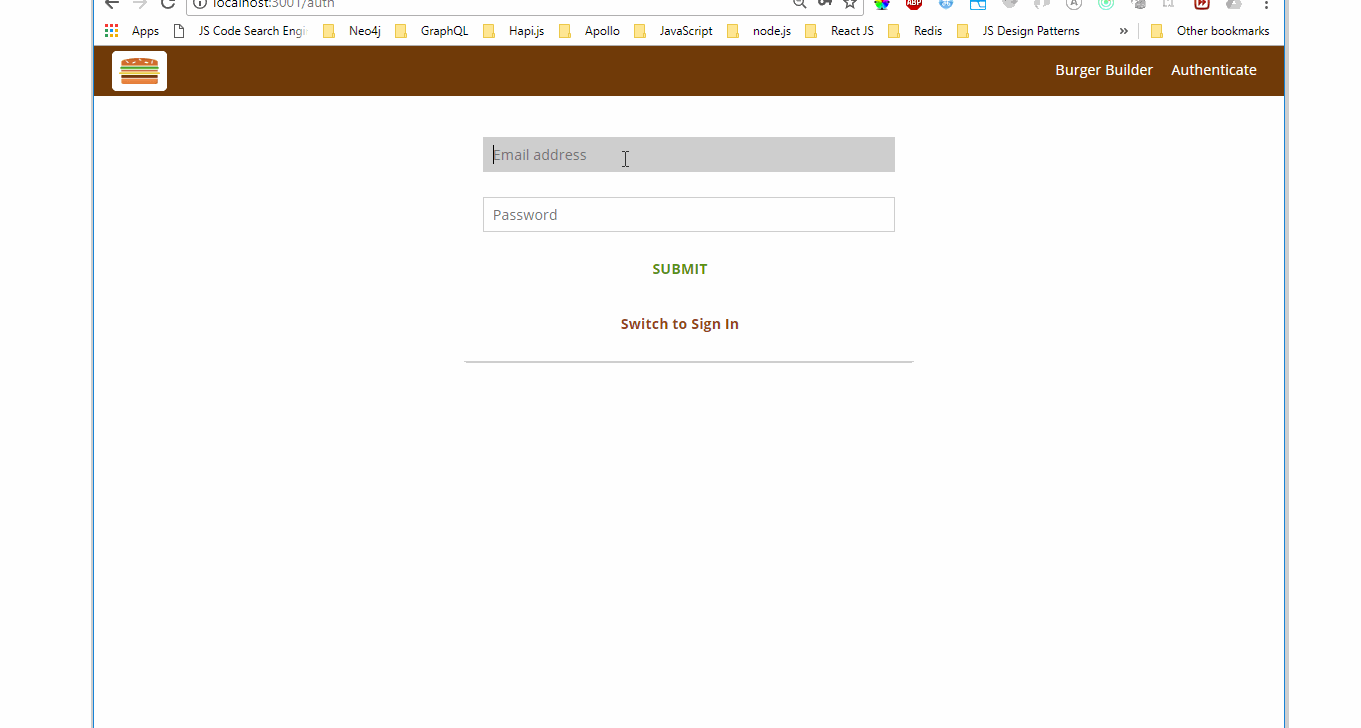 localhost:3001/auth
ABP
A
Apps JS Code Search Engi Neo4j GraphQL Hapi.js Apollo JavaScript node.js React JS Redis JS Design Patterns » Other bookmarks
Burger Builder Authenticate
Email address
Password
SUBMIT
Switch to Sign In